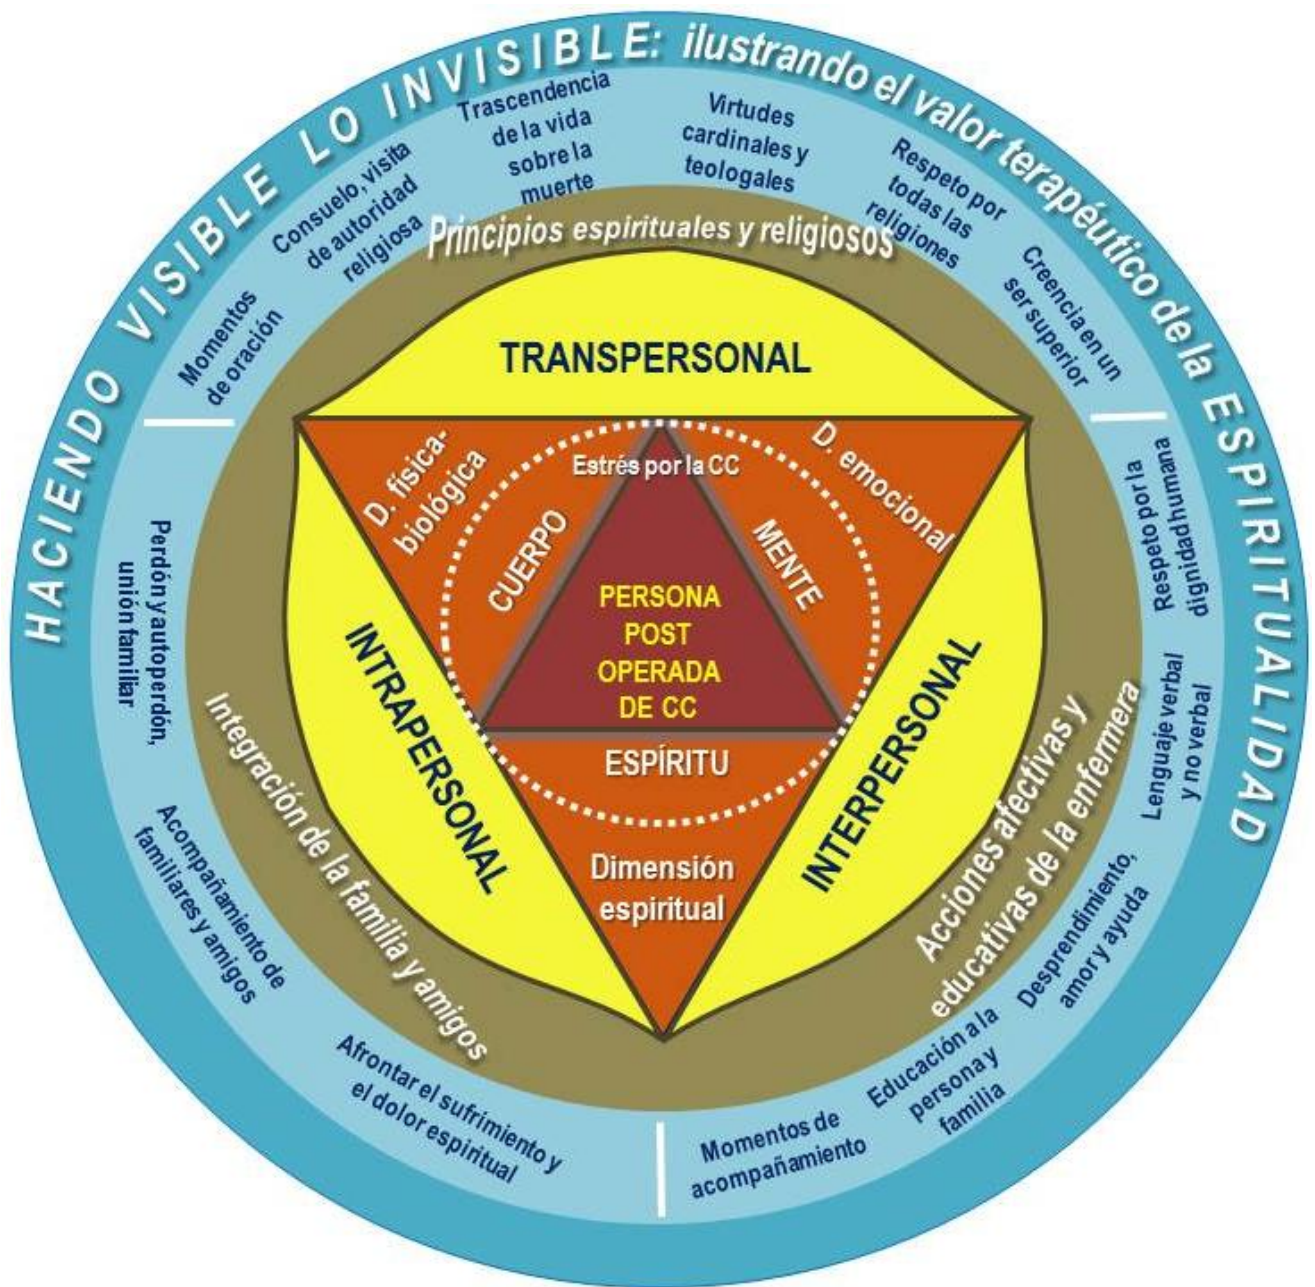 HACIENDO VISIBLE LO INVISIBLE: ilustrando el valor terapéutico de la ESPIRITUALIDAD
Momentos
de oración
Consuelo, visita
de autoridad
religiosa
Trascendencia
de la vida
sobre la
muerte
Virtudes
cardinales y
teologales
Respeto por
todas las
religiones
Creencia en un
ser superior
Respeto por la
dignidad humana
Lenguaje verbal
y no verbal
Desprendimiento,
amor y ayuda
Educación a la
persona y
familia
Momentos de
acompañamiento
Afrontar el sufrimiento y
el dolor espiritual
Acompañamiento de
familiares y amigos
Perdón y autoperdón,
unión familiar
Principios espirituales y religiosos
Acciones afectivas y
educativas de la enfermera
Integración de la familia y amigos
TRANSPERSONAL
INTERPERSONAL
INTRAPERSONAL
D. física-
biológica
D. emocional
Dimensión
espiritual
Estrés por la CC
CUERPO
MENTE
ESPÍRITU
PERSONA
POST
OPERADA
DE CC